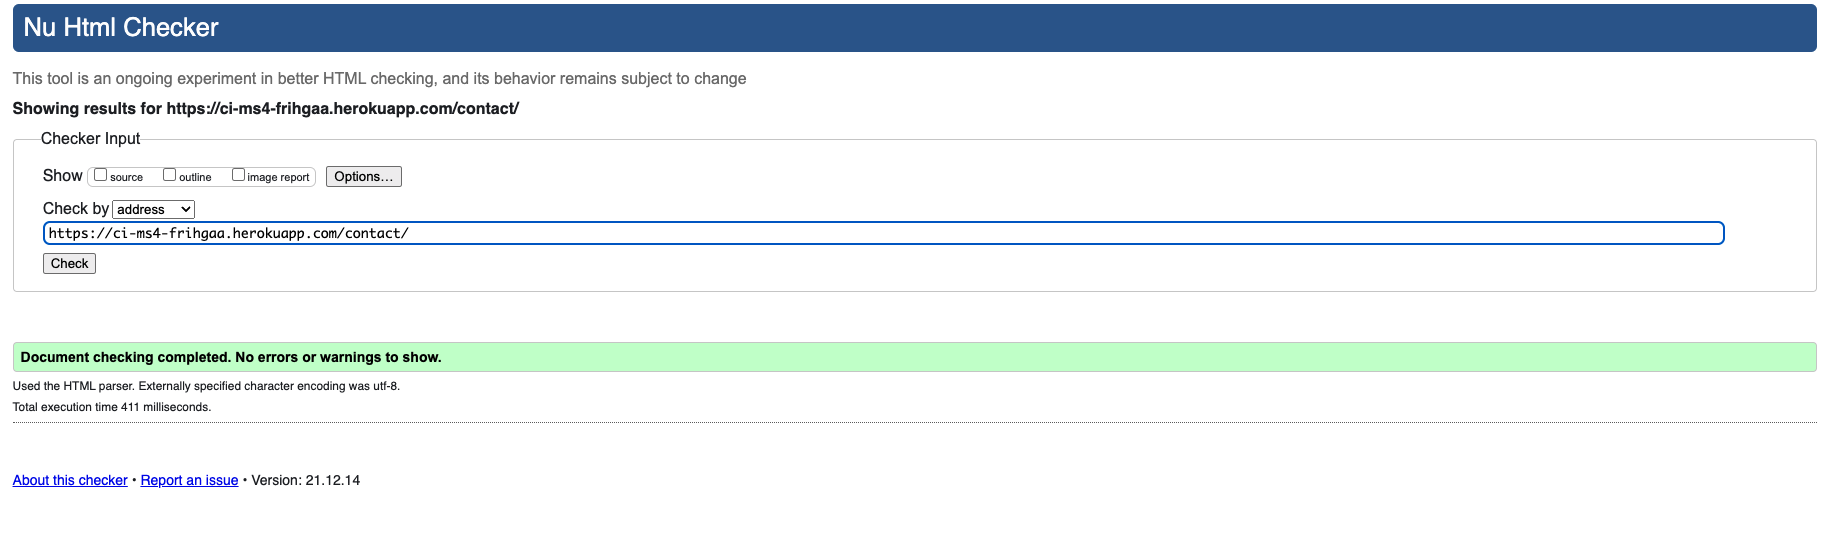 Nu Html Checker
This tool is an ongoing experiment in better HTML checking, and its behavior remains subject to change
Showing results for https://ci-ms4-frihgaa.herokuapp.com/contact/
Checker Input
Show source outline image report Options...
Check by address
https://ci-ms4-frihgaa.herokuapp.com/contact/
Check
Document checking completed. No errors or warnings to show.
Used the HTML parser. Externally specified character encoding was utf-8.
Total execution time 411 milliseconds.
About this checker • Report an issue • Version: 21.12.14